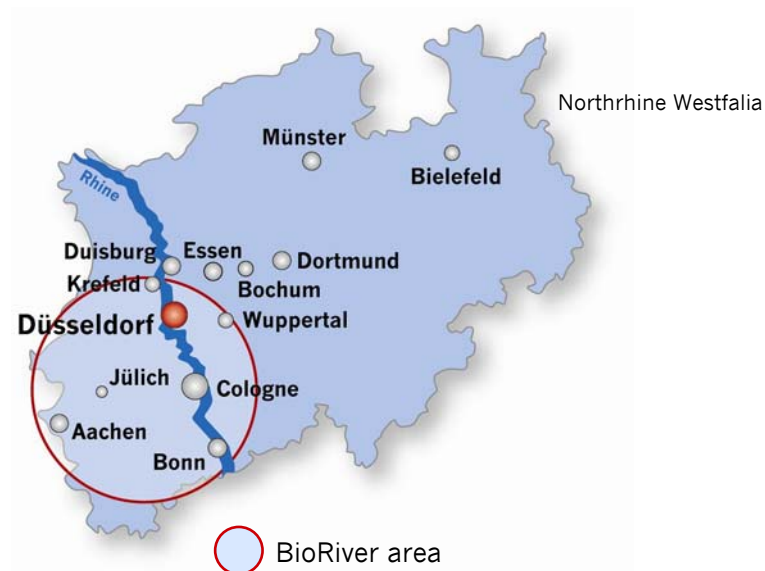 Northrhine Westfalia
Münster
Bielefeld
Rhine
Duisburg
Essen
Dortmund
Krefeld
Bochum
Düsseldorf
Wuppertal
Jülich
Cologne
Aachen
Bonn
BioRiver area